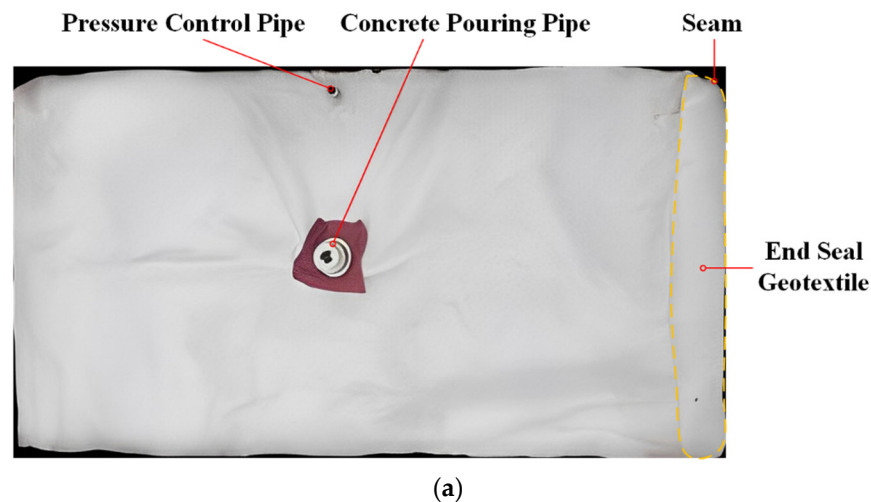 Pressure Control Pipe
Concrete Pouring Pipe
Seam
End Seal
Geotextile
(a)